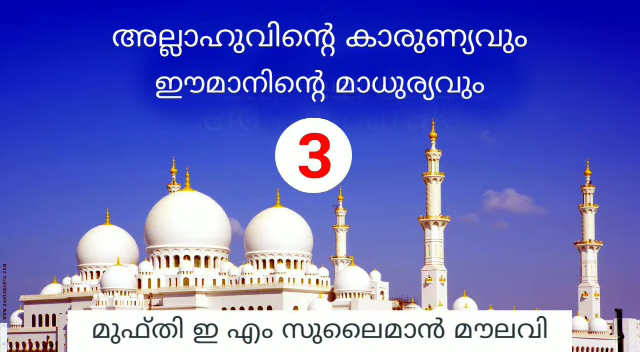 അല്ലാഹുവിന്റെ കാരുണ്യവും
ഈമാനിന്റെ മാധുര്യവും
3
മുഫ്തി ഇ എം സുലൈമാൻ മൗലവി